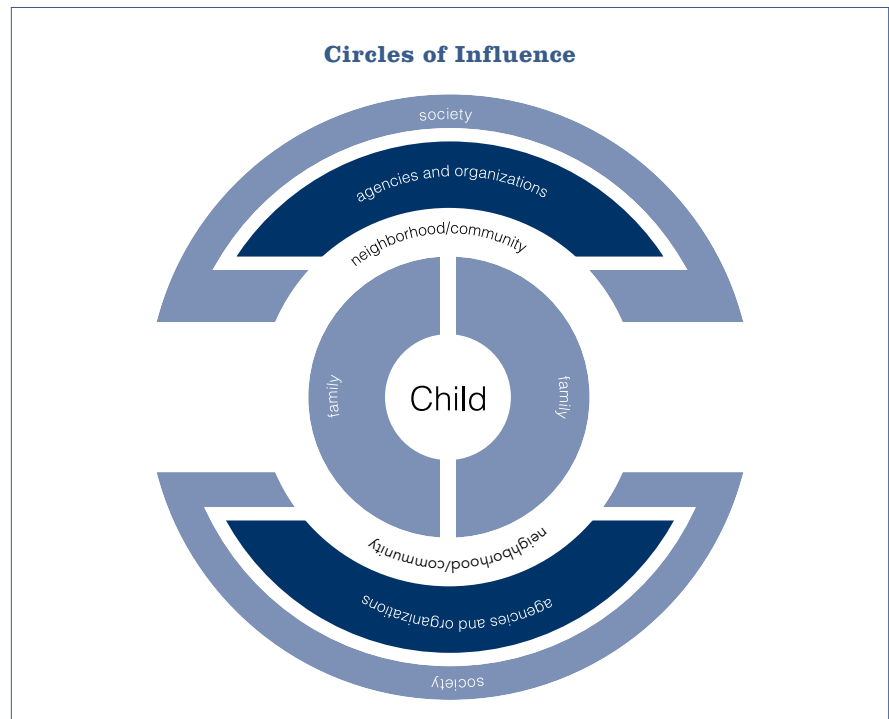 Circles of Influence
society
agencies and organizations
neighborhood/community
family
Child
family
neighborhood/community
agencies and organizations
society